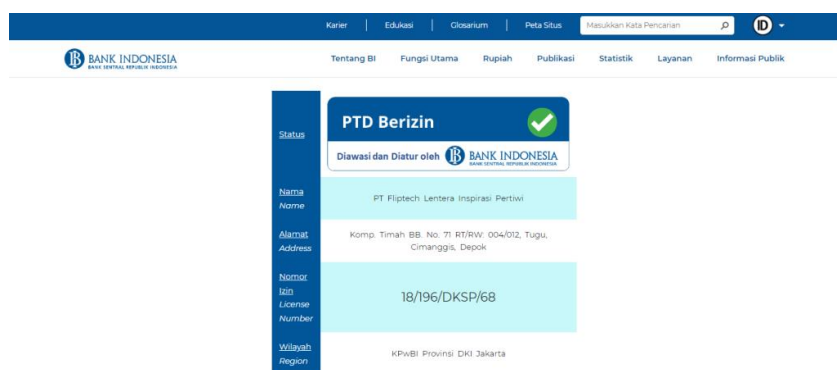 Karier
Edukasi
Glosarium
Peta Situs
Masukkan Kata Pencarian
ID
BANK INDONESIA
BANK SENTRAL REPUBLIK INDONESIA
Tentang BI
Fungsi Utama
Rupiah
Publikasi
Statistik
Layanan
Informasi Publik
Status
PTD Berizin
Diawasi dan Diatur oleh BANK INDONESIA
BANK SENTRAL REPUBLIK INDONESIA
Nama
Name
PT Fliptech Lentera Inspirasi Pertiwi
Alamat
Address
Komp. Timah BB. No. 71 RT/RW: 004/012, Tugu,
Cimanggis, Depok
Nomor
Izin
License
Number
18/196/DKSP/68
Wilayah
Region
KPwBI Provinsi DKI Jakarta